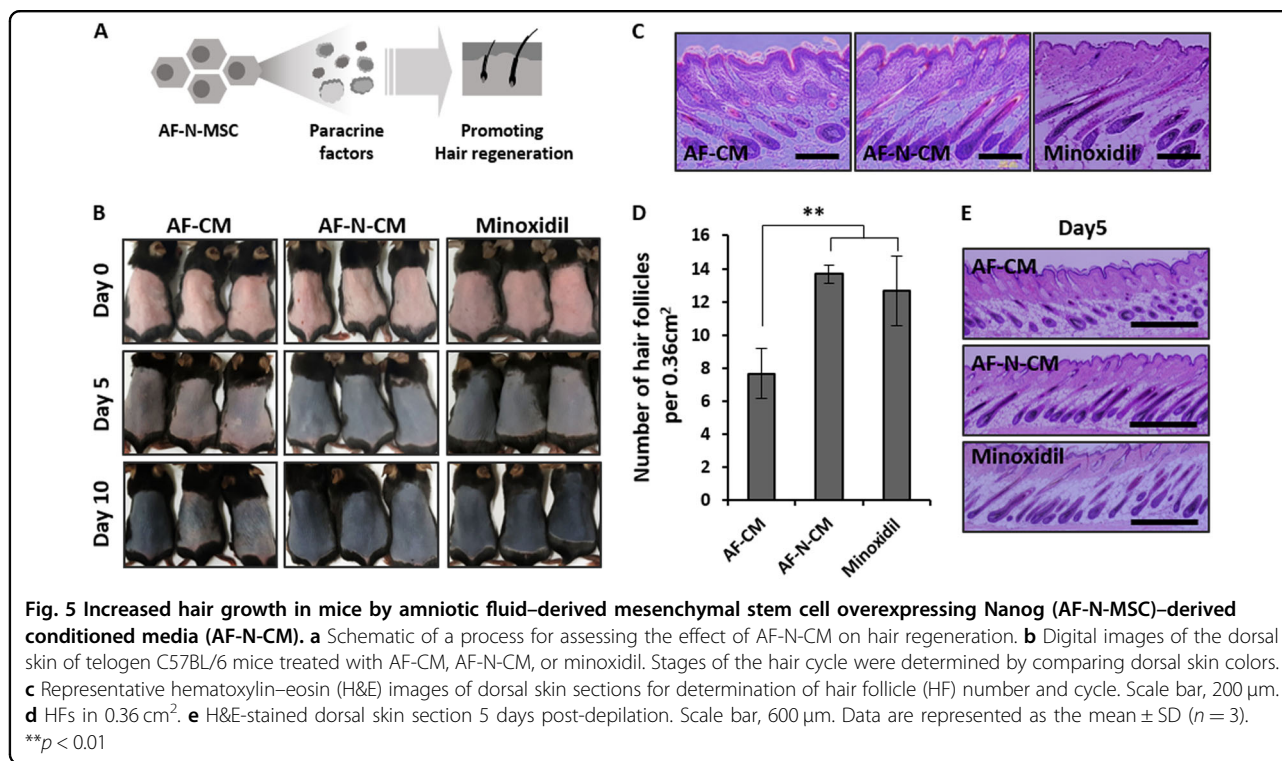 A
AF-N-MSC
Paracrine
factors
Promoting
Hair regeneration
C
AF-CM
AF-N-CM
Minoxidil
B
AF-CM
AF-N-CM
Minoxidil
Day 0
Day 5
Day 10
D
**
Number of hair follicles
per 0.36cm²
16
14
12
10
8
6
4
2
0
AF-CM
AF-N-CM
Minoxidil
E
Day5
AF-CM
AF-N-CM
Minoxidil
Fig. 5 Increased hair growth in mice by amniotic fluid–derived mesenchymal stem cell overexpressing Nanog (AF-N-MSC)–derived
conditioned media (AF-N-CM). a Schematic of a process for assessing the effect of AF-N-CM on hair regeneration. b Digital images of the dorsal
skin of telogen C57BL/6 mice treated with AF-CM, AF-N-CM, or minoxidil. Stages of the hair cycle were determined by comparing dorsal skin colors.
c Representative hematoxylin–eosin (H&E) images of dorsal skin sections for determination of hair follicle (HF) number and cycle. Scale bar, 200 μm.
d HFs in 0.36 cm². e H&E-stained dorsal skin section 5 days post-depilation. Scale bar, 600 μm. Data are represented as the mean ± SD (n = 3).
**p < 0.01